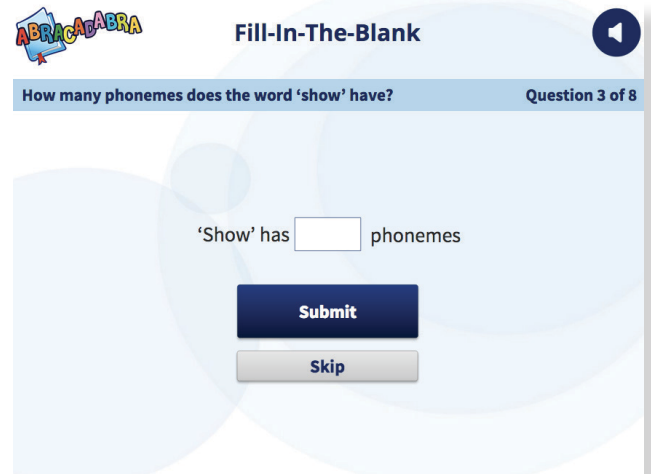 ABRACADABRA
Fill-In-The-Blank
How many phonemes does the word ‘show’ have? Question 3 of 8
‘Show’ has phonemes
Submit
Skip